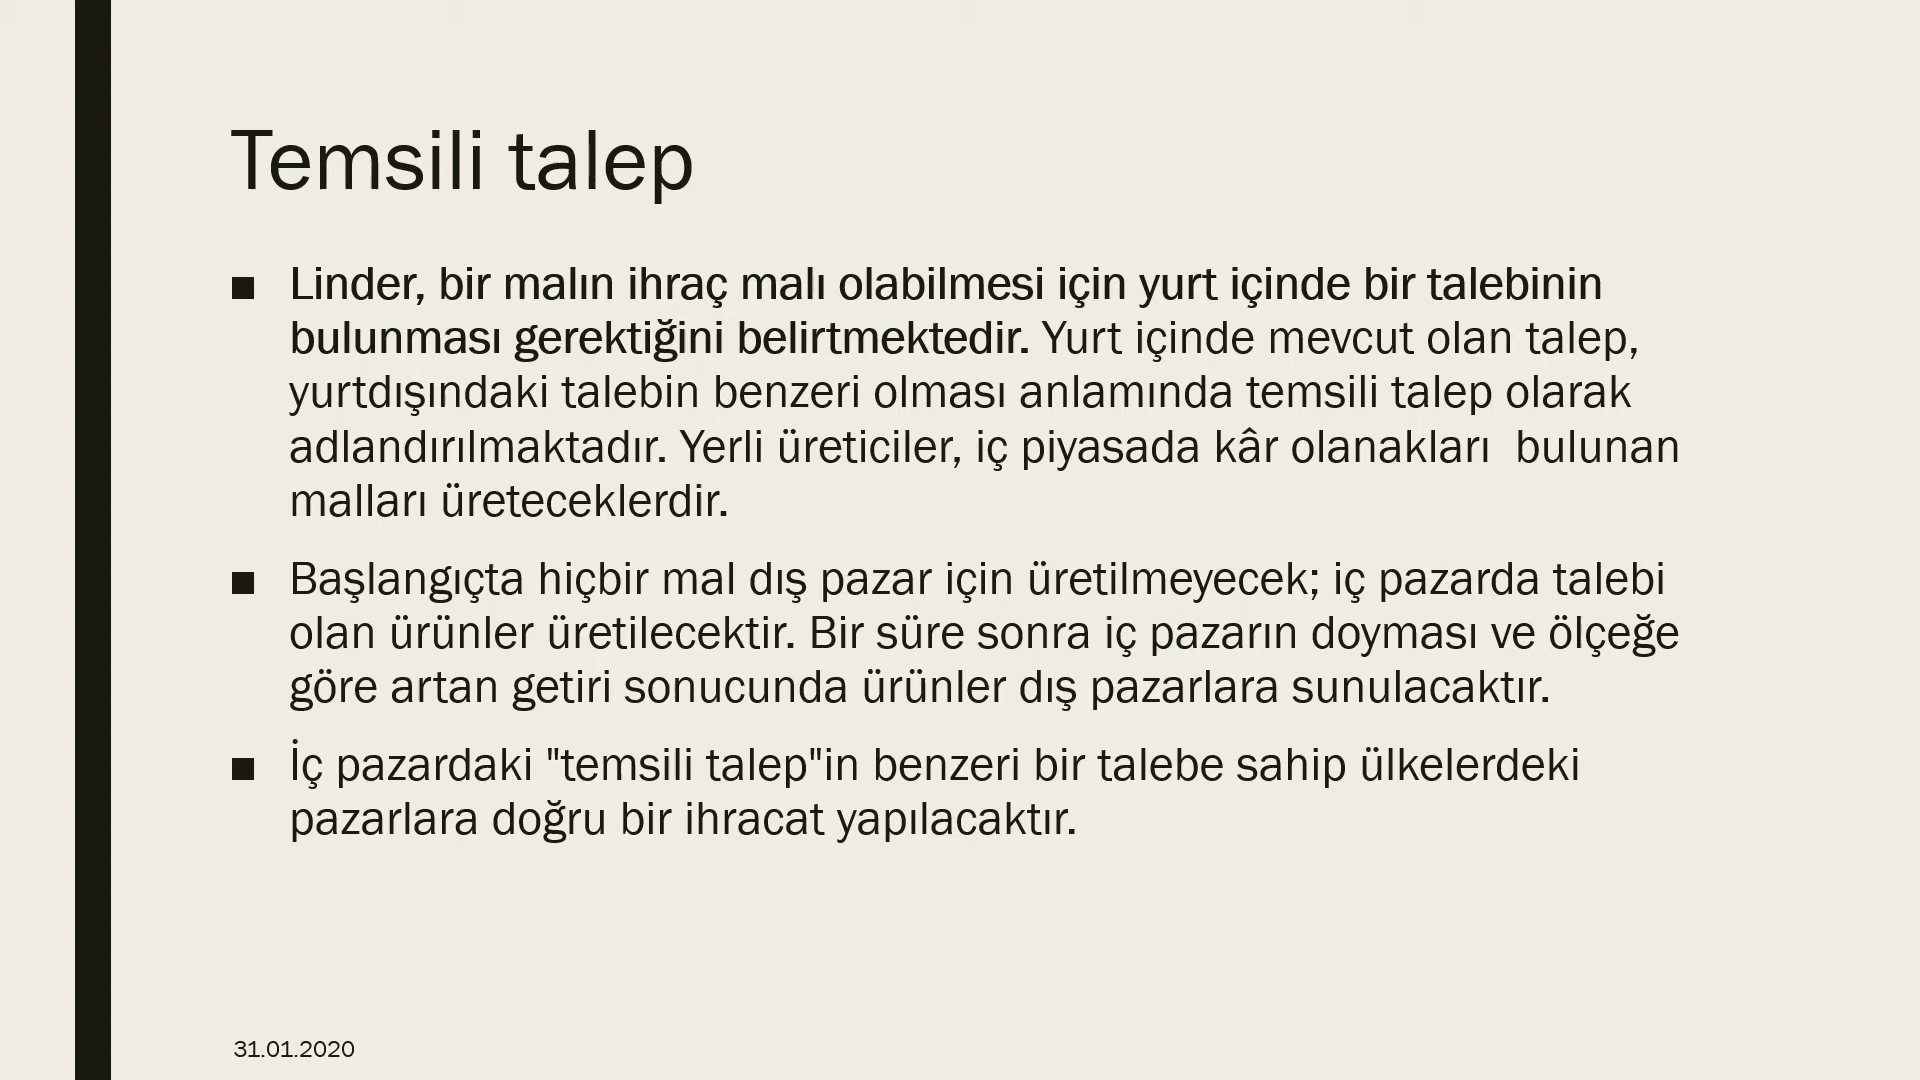 Temsili talep
■ Linder, bir malın ihraç malı olabilmesi için yurt içinde bir talebinin
bulunması gerektiğini belirtmektedir. Yurt içinde mevcut olan talep,
yurtdışındaki talebin benzeri olması anlamında temsili talep olarak
adlandırılmaktadır. Yerli üreticiler, iç piyasada kâr olanakları  bulunan
malları üreteceklerdir.
■ Başlangıçta hiçbir mal dış pazar için üretilmeyecek; iç pazarda talebi
olan ürünler üretilecektir. Bir süre sonra iç pazarın doyması ve ölçeğe
göre artan getiri sonucunda ürünler dış pazarlara sunulacaktır.
■ İç pazardaki "temsili talep"in benzeri bir talebe sahip ülkelerdeki
pazarlara doğru bir ihracat yapılacaktır.
31.01.2020